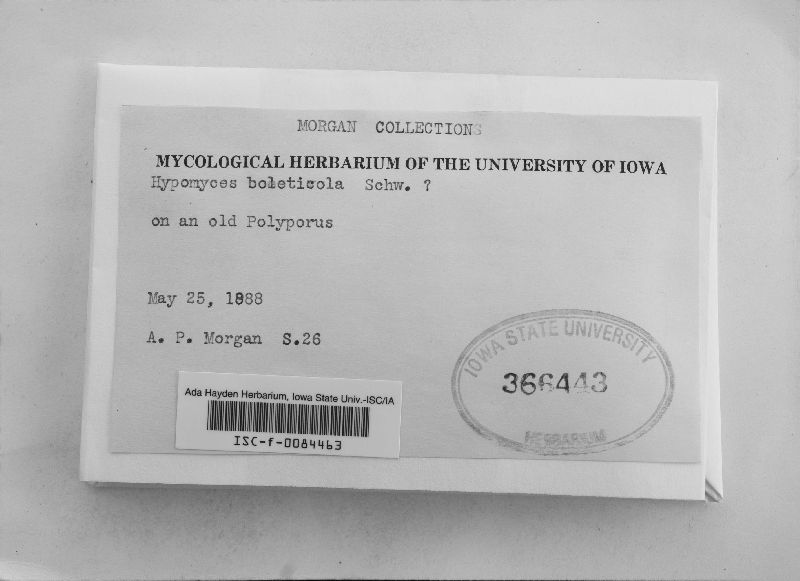 MORGAN COLLECTIONS
MYCOLOGICAL HERBARIUM OF THE UNIVERSITY OF IOWA
Hypomyces boleticola Schw. ?
on an old Polyporus
May 25, 1888
A. P. Morgan S.26
IOWA STATE UNIVERSITY
366443
HERBARIUM
Ada Hayden Herbarium, Iowa State Univ.-ISC/IA
ISC-f-0084463